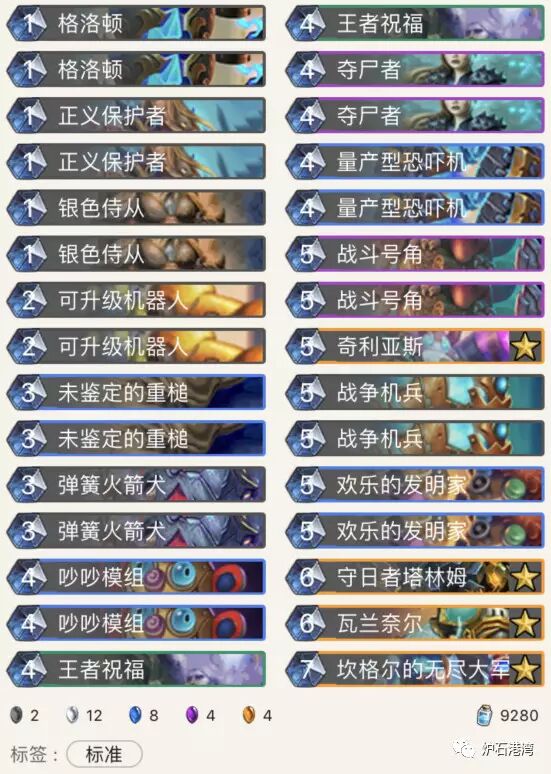 1 格洛顿
1 格洛顿
1 正义保护者
1 正义保护者
1 银色侍从
1 银色侍从
2 可升级机器人
2 可升级机器人
3 未鉴定的重槌
3 未鉴定的重槌
3 弹簧火箭犬
3 弹簧火箭犬
4 吵吵模组
4 吵吵模组
4 王者祝福
4 王者祝福
4 夺尸者
4 夺尸者
4 量产型恐吓机
4 量产型恐吓机
5 战斗号角
5 战斗号角
5 奇利亚斯
5 战争机兵
5 战争机兵
5 欢乐的发明家
5 欢乐的发明家
6 守日者塔林姆
6 瓦兰奈尔
7 坎格尔的无尽大军
2 12 8 4 4 9280
标签： 标准
炉石港湾